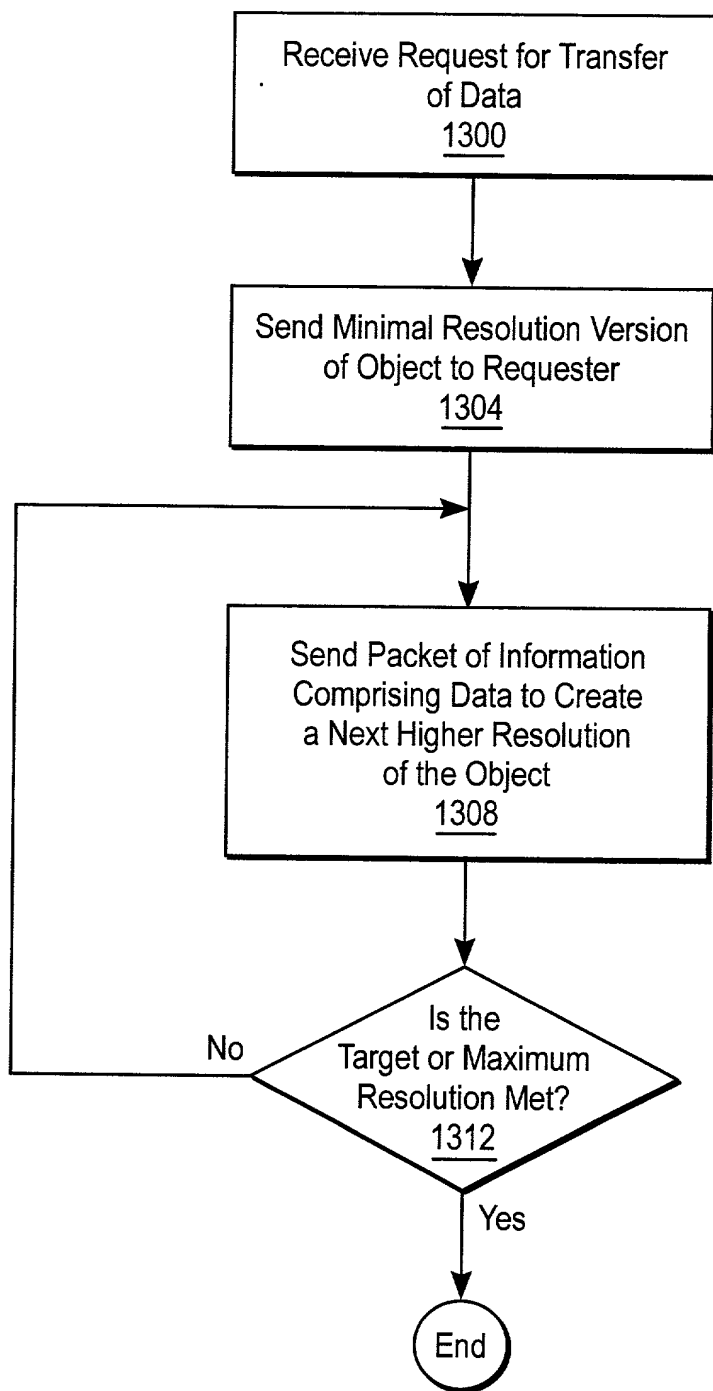 Receive Request for Transfer
of Data
1300
Send Minimal Resolution Version
of Object to Requester
1304
Send Packet of Information
Comprising Data to Create
a Next Higher Resolution
of the Object
1308
Is the
Target or Maximum
Resolution Met?
1312
No
Yes
End